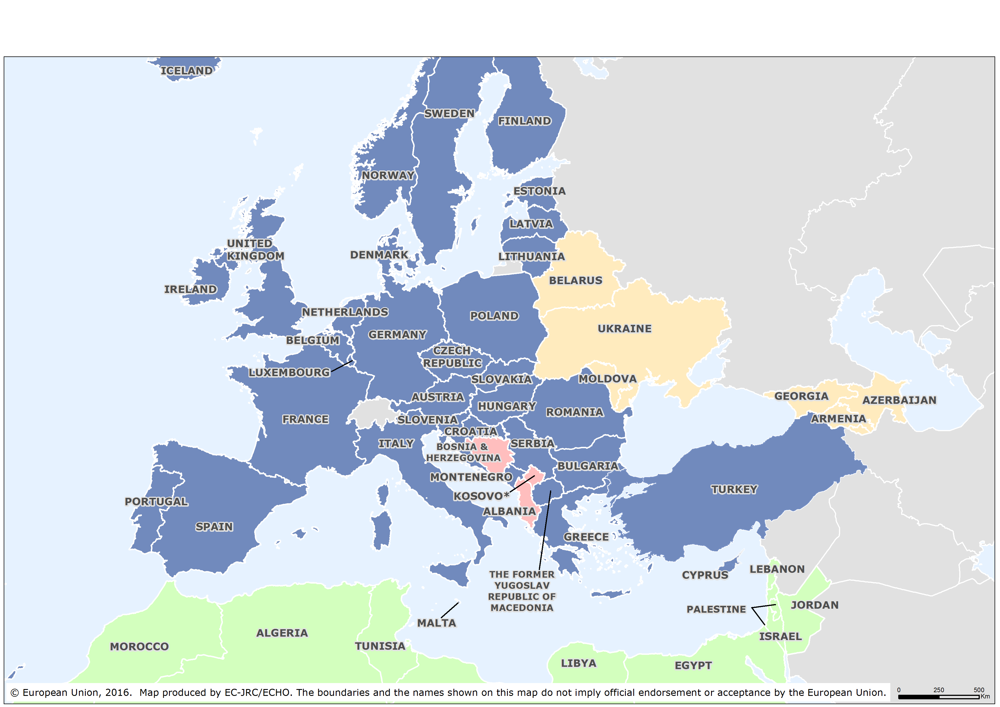 ICELAND
SWEDEN
FINLAND
NORWAY
ESTONIA
LATVIA
UNITED
KINGDOM
DENMARK
LITHUANIA
BELARUS
IRELAND
NETHERLANDS
POLAND
UKRAINE
GERMANY
BELGIUM
CZECH
REPUBLIC
LUXEMBOURG
SLOVAKIA
MOLDOVA
AUSTRIA
GEORGIA
AZERBAIJAN
HUNGARY
ROMANIA
FRANCE
SLOVENIA
ARMENIA
CROATIA
ITALY
BOSNIA &
HERZEGOVINA
SERBIA
BULGARIA
MONTENEGRO
TURKEY
KOSOVO*
PORTUGAL
ALBANIA
SPAIN
GREECE
THE FORMER
YUGOSLAV
REPUBLIC OF
MACEDONIA
CYPRUS
LEBANON
PALESTINE
JORDAN
MALTA
ALGERIA
ISRAEL
MOROCCO
TUNISIA
LIBYA
EGYPT
© European Union, 2016. Map produced by EC-JRC/ECHO. The boundaries and the names shown on this map do not imply official endorsement or acceptance by the European Union.
0 250 500
Km